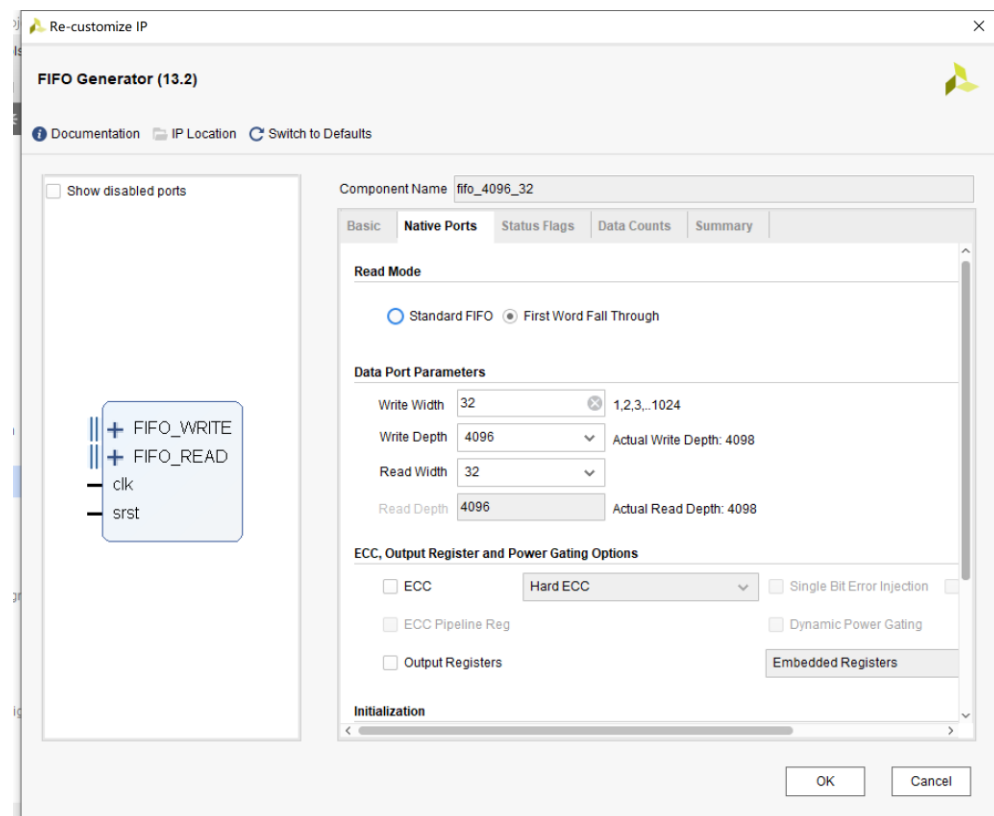 Re-customize IP
FIFO Generator (13.2)
Documentation IP Location Switch to Defaults
Show disabled ports
FIFO_WRITE
FIFO_READ
clk
srst
Component Name fifo_4096_32
Basic Native Ports Status Flags Data Counts Summary
Read Mode
Standard FIFO First Word Fall Through
Data Port Parameters
Write Width 32 1,2,3,..1024
Write Depth 4096 Actual Write Depth: 4098
Read Width 32
Read Depth 4096 Actual Read Depth: 4098
ECC, Output Register and Power Gating Options
ECC Hard ECC Single Bit Error Injection
ECC Pipeline Reg Dynamic Power Gating
Output Registers Embedded Registers
Initialization
OK Cancel